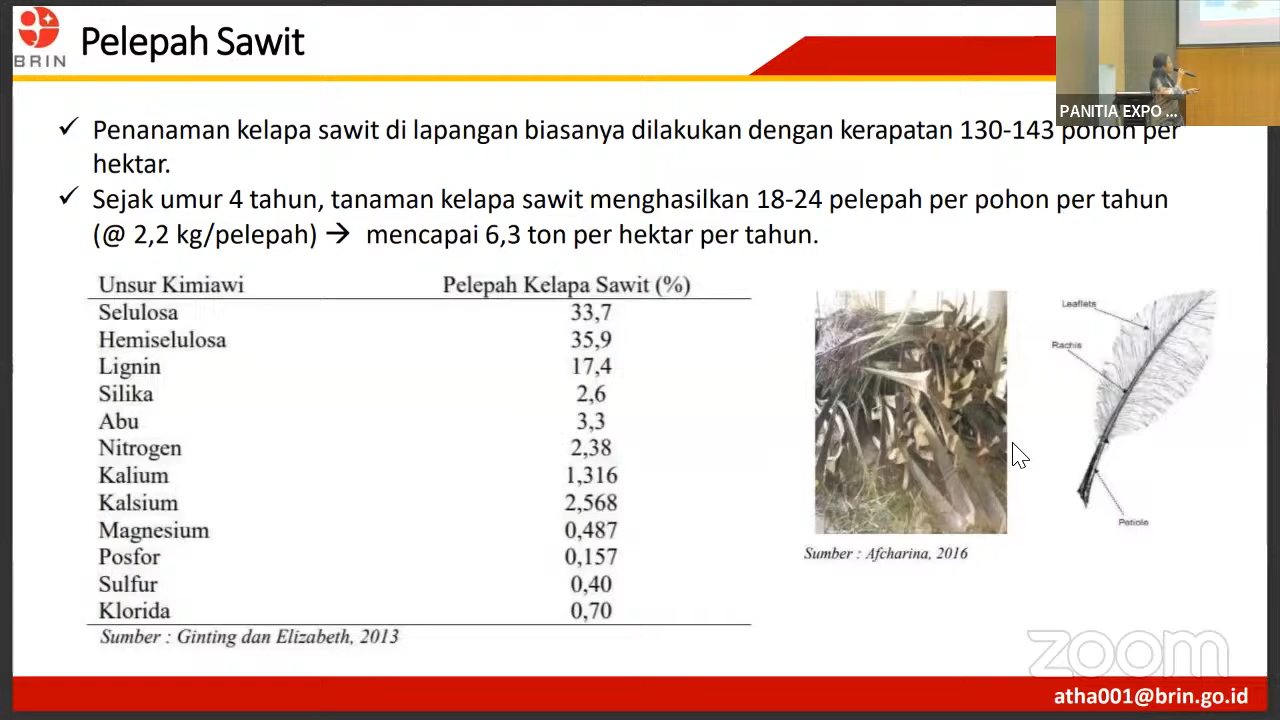 BRIN
Pelepah Sawit
PANITIA EXPO ...
✓ Penanaman kelapa sawit di lapangan biasanya dilakukan dengan kerapatan 130-143 pohon per
hektar.
✓ Sejak umur 4 tahun, tanaman kelapa sawit menghasilkan 18-24 pelepah per pohon per tahun
(@ 2,2 kg/pelepah) → mencapai 6,3 ton per hektar per tahun.
Unsur Kimiawi Pelepah Kelapa Sawit (%)
Selulosa 33,7
Hemiselulosa 35,9
Lignin 17,4
Silika 2,6
Abu 3,3
Nitrogen 2,38
Kalium 1,316
Kalsium 2,568
Magnesium 0,487
Posfor 0,157
Sulfur 0,40
Klorida 0,70
Sumber : Ginting dan Elizabeth, 2013
Leaflets
Rachis
Petiole
Sumber : Afcharina, 2016
zoom
atha001@brin.go.id